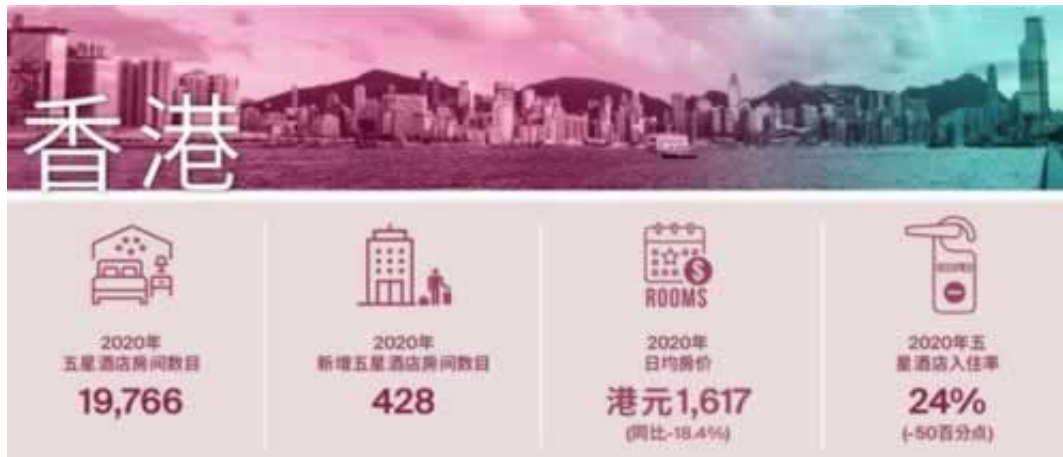 香港
ROOMS
2020年
五星酒店房间数目
19,766
2020年
新增五星酒店房间数目
428
2020年
日均房价
港元1,617
(同比-18.4%)
2020年五
星酒店入住率
24%
(-50百分点)